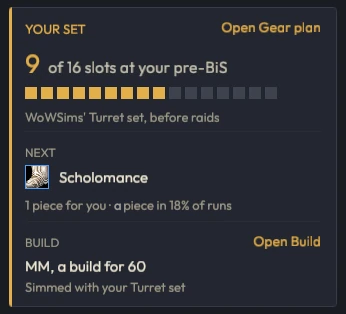 YOUR SET
Open Gear plan
9 of 16 slots at your pre-BiS
WoWSims' Turret set, before raids
NEXT
Scholomance
1 piece for you · a piece in 18% of runs
BUILD
Open Build
MM, a build for 60
Simmed with your Turret set